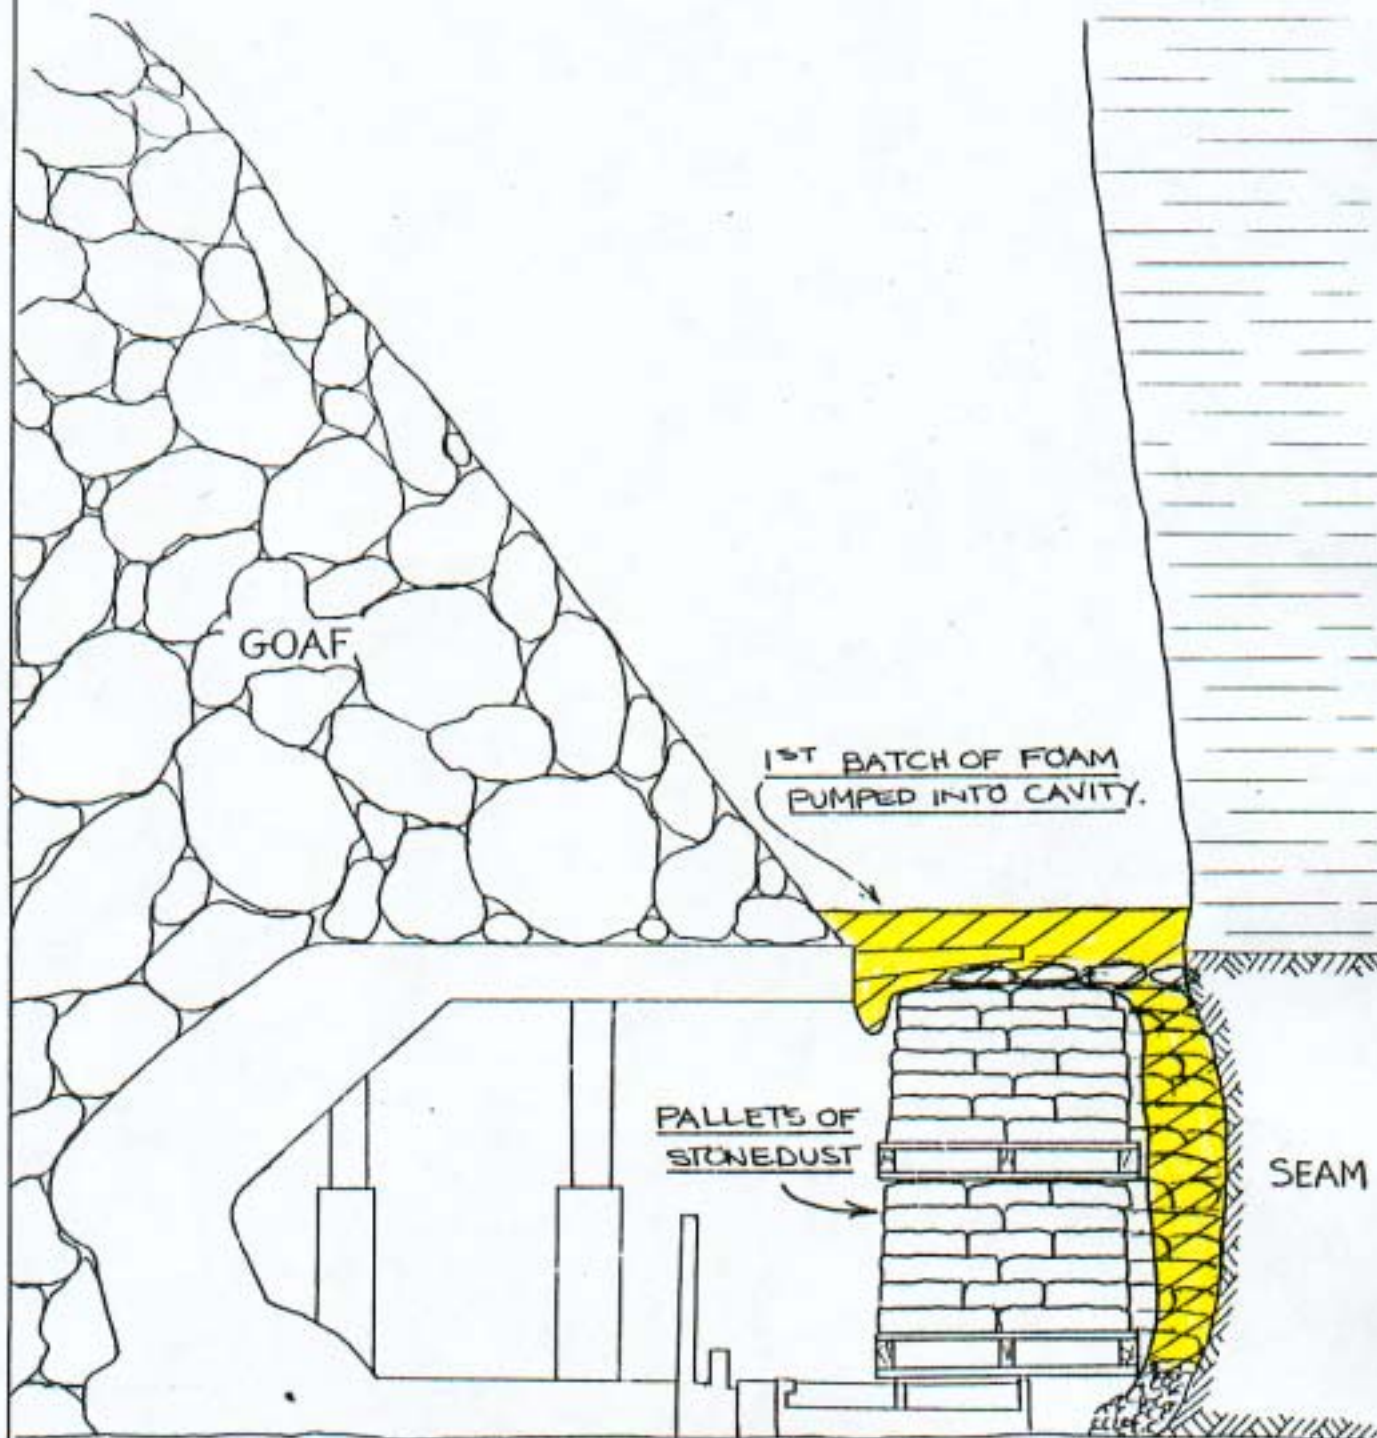 GOAF
1ST BATCH OF FOAM
PUMPED INTO CAVITY.
PALLETS OF
STONEDUST
SEAM